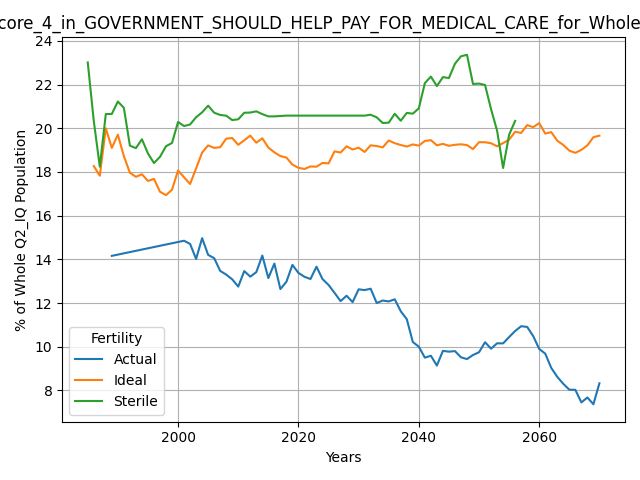 core_4_in_GOVERNMENT_SHOULD_HELP_PAY_FOR_MEDICAL_CARE_for_Whole
24
22
20
18
16
14
12
10
8
% of Whole Q2_IQ Population
Fertility
Actual
Ideal
Sterile
2000 2020 2040 2060
Years